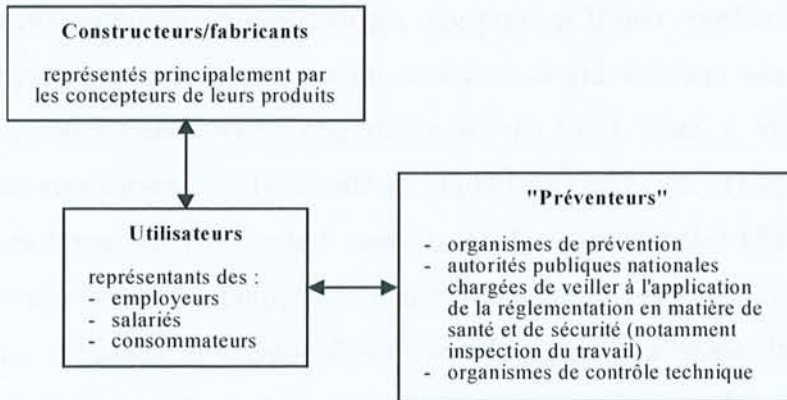 Constructeurs/fabricants
représentés principalement par
les concepteurs de leurs produits
Utilisateurs
représentants des :
- employeurs
- salariés
- consommateurs
"Préventeurs"
- organismes de prévention
- autorités publiques nationales
chargées de veiller à l'application
de la réglementation en matière de
santé et de sécurité (notamment
inspection du travail)
- organismes de contrôle technique